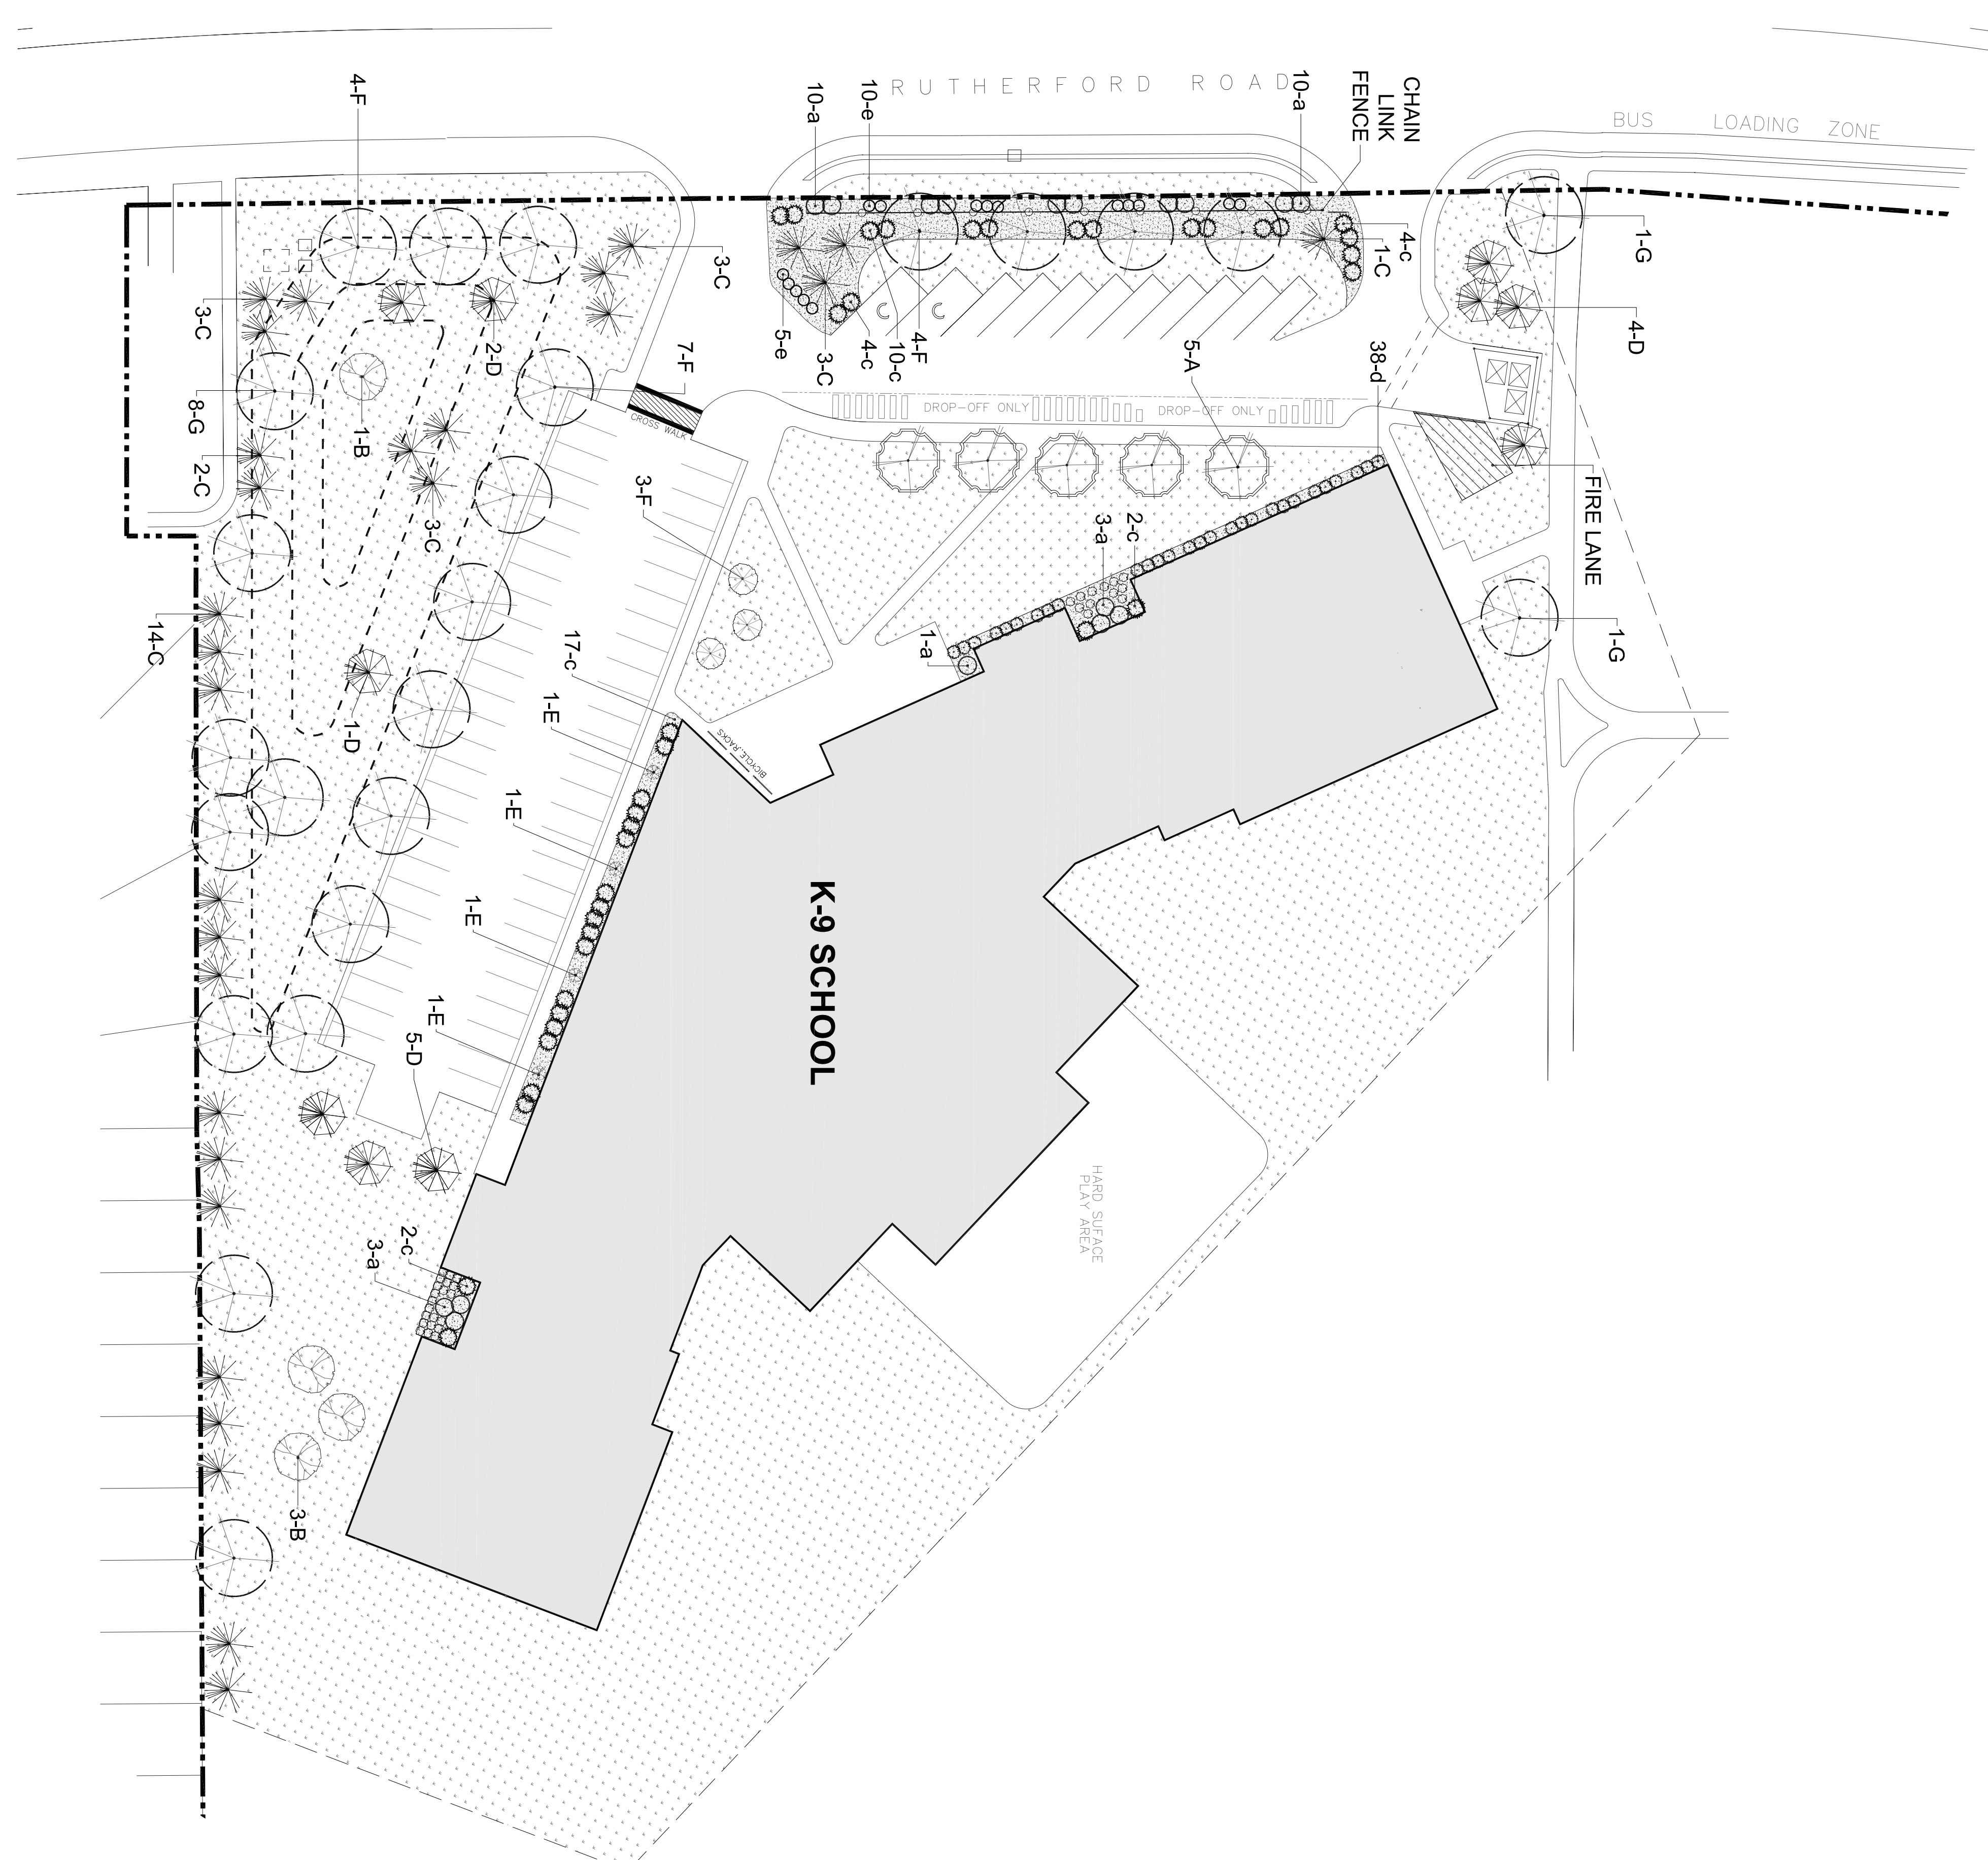 RUTHERFORD ROAD
BUS LOADING ZONE
CHAIN
LINK
FENCE
4-F
10-a
10-e
10-a
3-C
4-c
1-C
1-G
3-C
2-D
7-F
5-e
3-C
4-c
10-c
4-F
5-A
38-d
4-D
8-G
1-B
DROP-OFF ONLY
DROP-OFF ONLY
CROSS WALK
2-C
3-C
3-F
3-a
2-c
FIRE LANE
14-C
1-D
17-c
1-a
1-G
1-E
BICYCLE RACKS
1-E
1-E
K-9 SCHOOL
1-E
5-D
HARD SUFACE
PLAY AREA
3-a
2-c
3-B